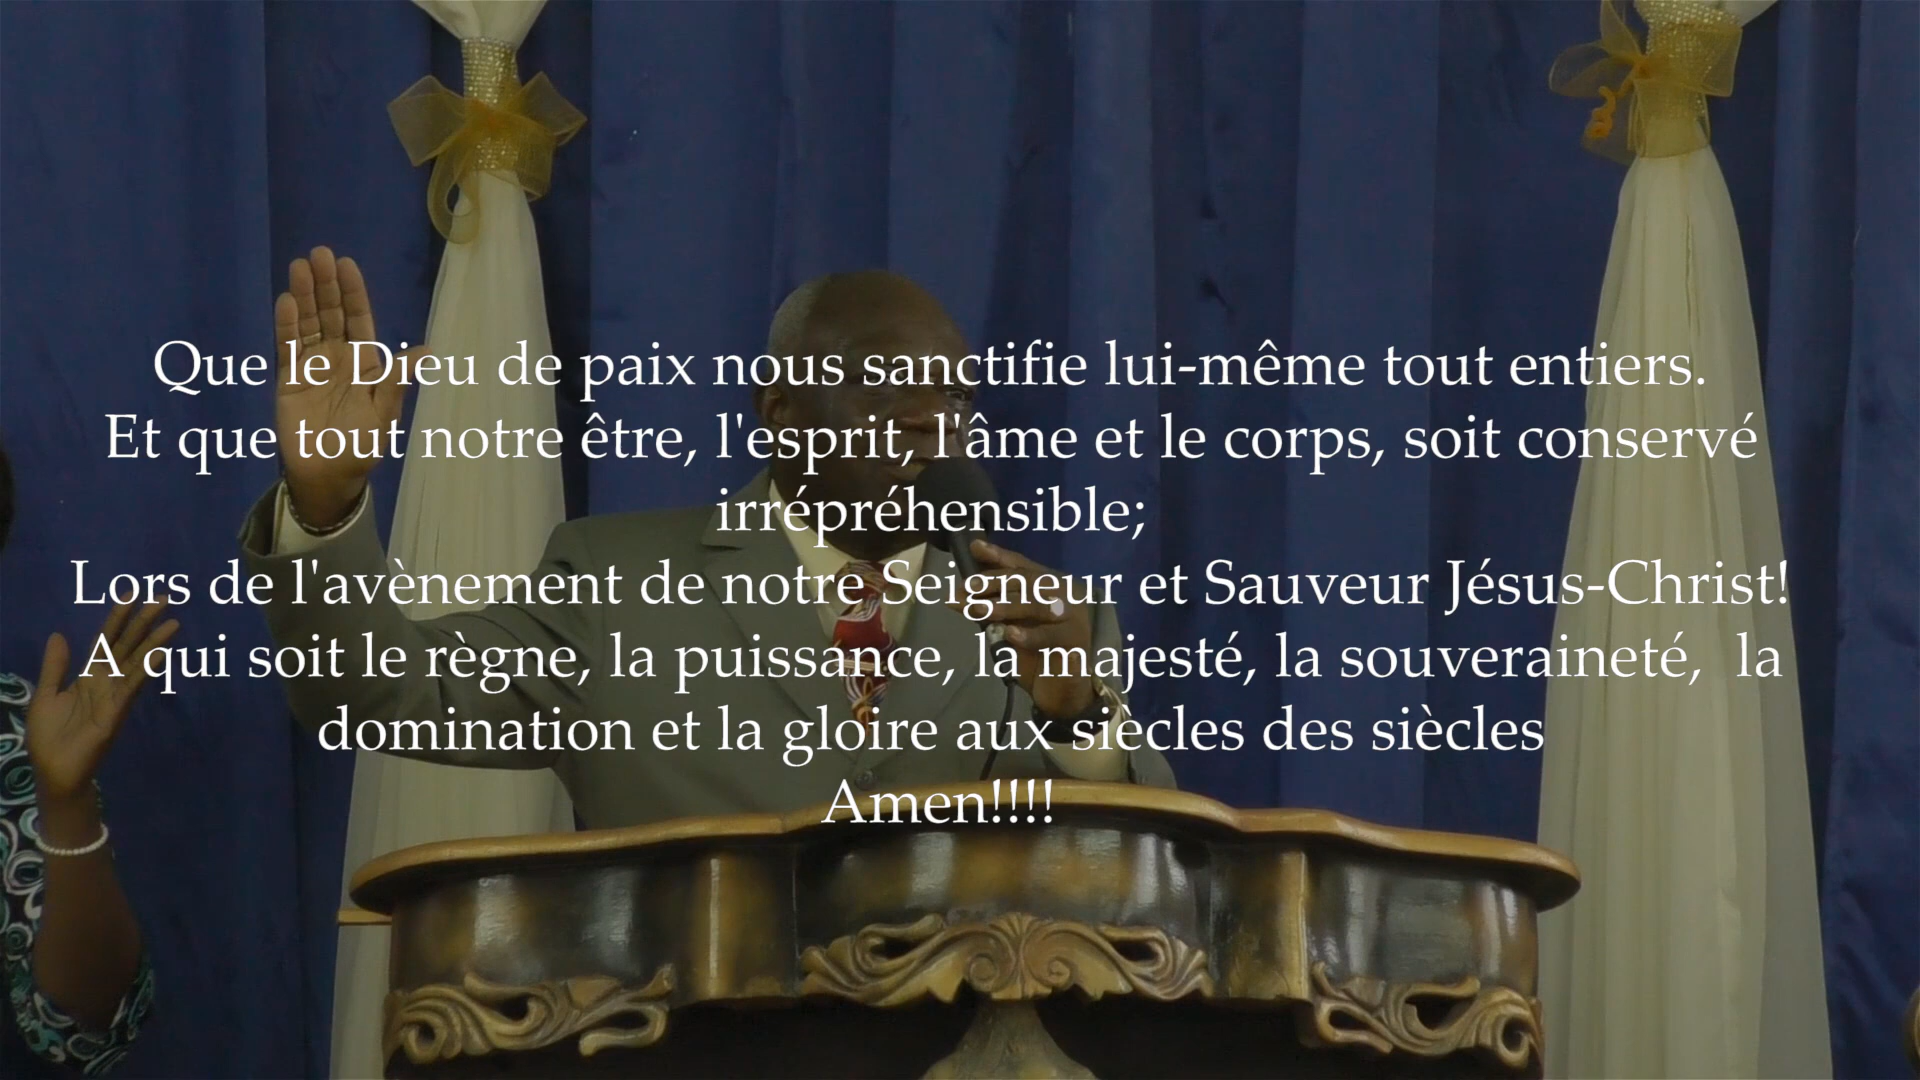 Que le Dieu de paix nous sanctifie lui-même tout entiers.
Et que tout notre être, l'esprit, l'âme et le corps, soit conservé
irrépréhensible;
Lors de l'avènement de notre Seigneur et Sauveur Jésus-Christ!
A qui soit le règne, la puissance, la majesté, la souveraineté,  la
domination et la gloire aux siècles des siècles
Amen!!!!